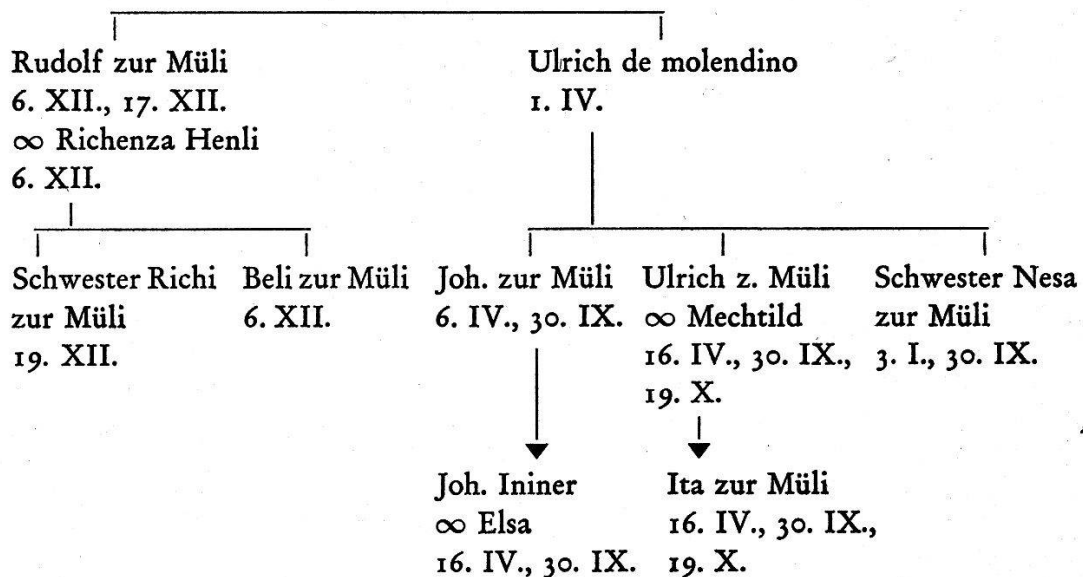 Rudolf zur Müli
6. XII., 17. XII.
∞ Richenza Henli
6. XII.
Ulrich de molendino
1. IV.
Schwester Richi
zur Müli
19. XII.
Beli zur Müli
6. XII.
Joh. zur Müli
6. IV., 30. IX.
Ulrich z. Müli
∞ Mechtild
16. IV., 30. IX.,
19. X.
Schwester Nesa
zur Müli
3. I., 30. IX.
Joh. Ininer
∞ Elsa
16. IV., 30. IX.
Ita zur Müli
16. IV., 30. IX.,
19. X.